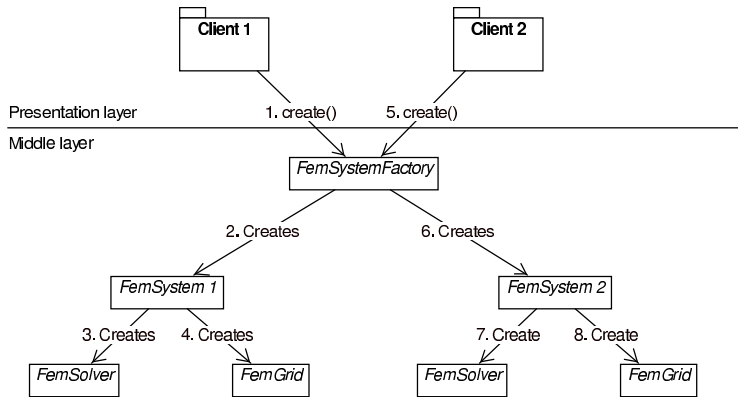 Client 1
Client 2
Presentation layer
1. create()
5. create()
Middle layer
FemSystemFactory
2. Creates
6. Creates
FemSystem 1
FemSystem 2
3. Creates
4. Creates
7. Create
8. Create
FemSolver
FemGrid
FemSolver
FemGrid